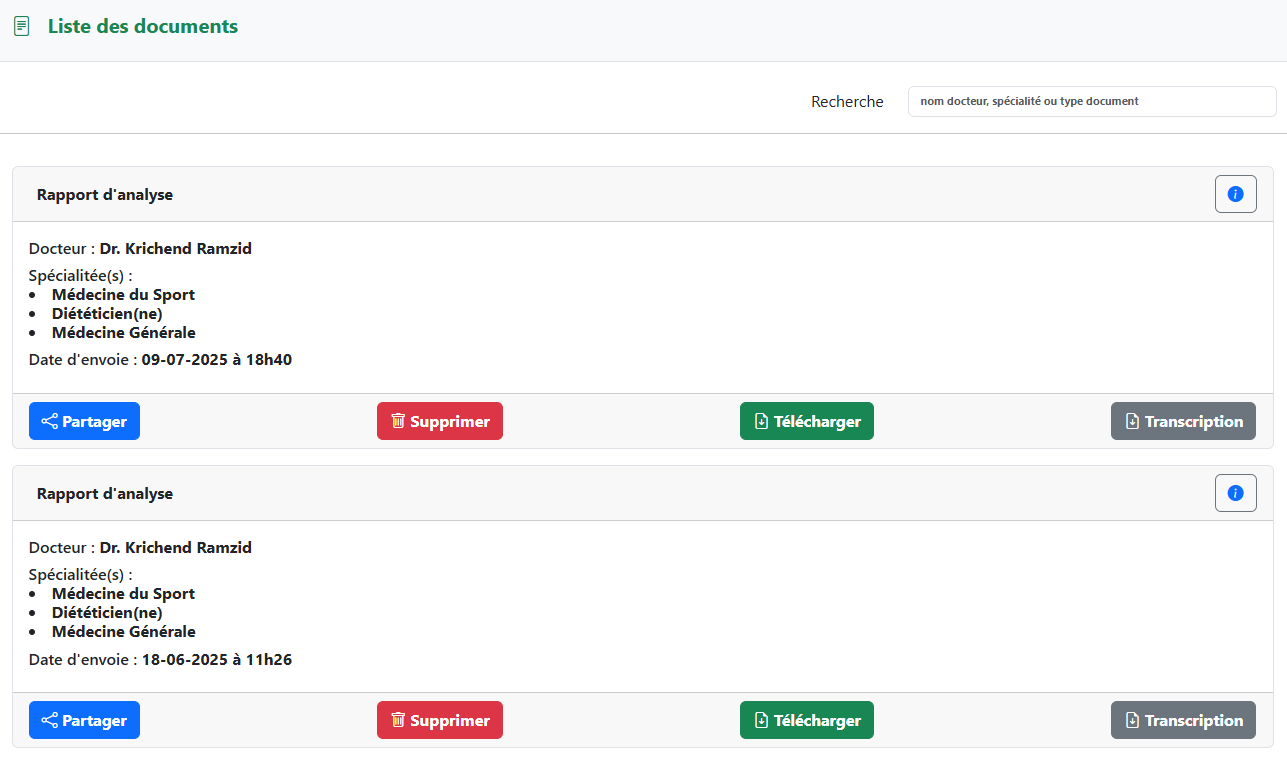 Liste des documents
Recherche nom docteur, spécialité ou type document
Rapport d'analyse
Docteur : Dr. Krichend Ramzid
Spécialitée(s) :
• Médecine du Sport
• Diététicien(ne)
• Médecine Générale
Date d'envoie : 09-07-2025 à 18h40
Partager Supprimer Télécharger Transcription
Rapport d'analyse
Docteur : Dr. Krichend Ramzid
Spécialitée(s) :
• Médecine du Sport
• Diététicien(ne)
• Médecine Générale
Date d'envoie : 18-06-2025 à 11h26
Partager Supprimer Télécharger Transcription